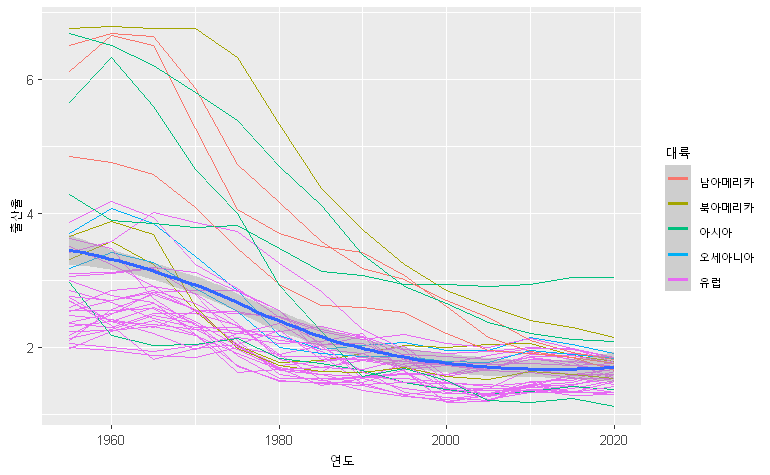 출산율
6
4
2
1960
1980
2000
2020
연도
대륙
남아메리카
북아메리카
아시아
오세아니아
유럽